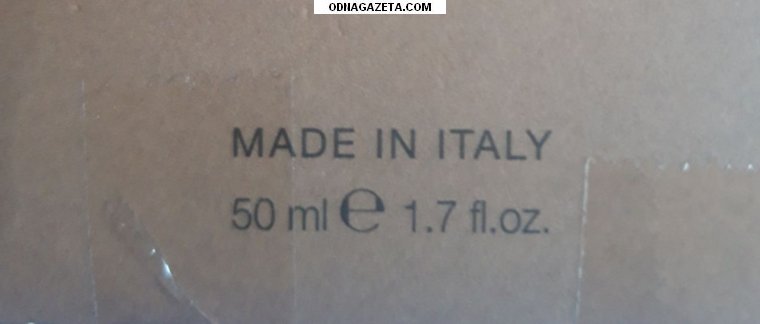 ODNAGAZETA.COM
MADE IN ITALY
50 ml ℮ 1.7 fl.oz.